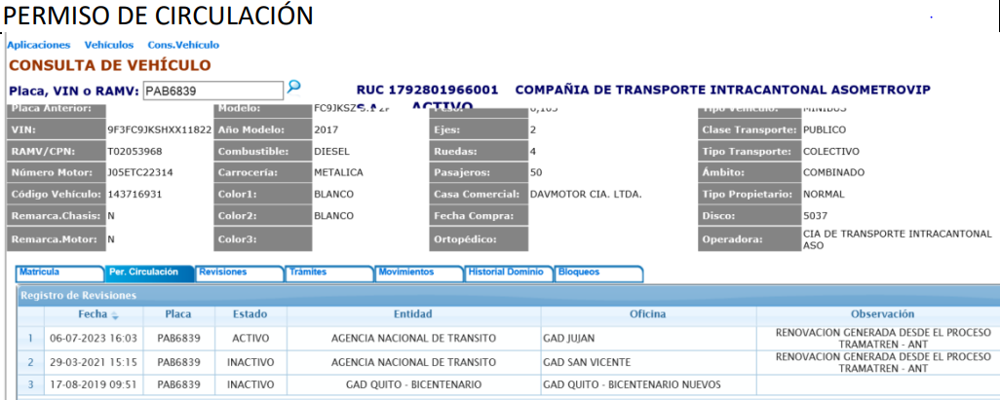 PERMISO DE CIRCULACIÓN
Aplicaciones Vehículos Cons.Vehículo
CONSULTA DE VEHÍCULO
Placa, VIN o RAMV: PAB6839 RUC 1792801966001 COMPAÑIA DE TRANSPORTE INTRACANTONAL ASOMETROVIP
S.A. ACTIVO
Placa Anterior: Modelo: Peso: Tipo Vehículo: MINIBUS
VIN: 9F3FC9JKSHXX11822 Año Modelo: 2017 Ejes: 2 Clase Transporte: PUBLICO
RAMV/CPN: T02053968 Combustible: DIESEL Ruedas: 4 Tipo Transporte: COLECTIVO
Número Motor: J05ETC22314 Carrocería: METALICA Pasajeros: 50 Ámbito: COMBINADO
Código Vehículo: 143716931 Color1: BLANCO Casa Comercial: DAVMOTOR CIA. LTDA. Tipo Propietario: NORMAL
Remarca.Chasis: N Color2: BLANCO Fecha Compra: Disco: 5037
Remarca.Motor: N Color3: Ortopédico: Operadora: CIA DE TRANSPORTE INTRACANTONAL
ASO
Matrícula Per. Circulación Revisiones Trámites Movimientos Historial Dominio Bloqueos
Registro de Revisiones
Fecha Placa Estado Entidad Oficina Observación
1 06-07-2023 16:03 PAB6839 ACTIVO AGENCIA NACIONAL DE TRANSITO GAD JUJAN RENOVACION GENERADA DESDE EL PROCESO
TRAMATREN - ANT
2 29-03-2021 15:15 PAB6839 INACTIVO AGENCIA NACIONAL DE TRANSITO GAD SAN VICENTE RENOVACION GENERADA DESDE EL PROCESO
TRAMATREN - ANT
3 17-08-2019 09:51 PAB6839 INACTIVO GAD QUITO - BICENTENARIO GAD QUITO - BICENTENARIO NUEVOS